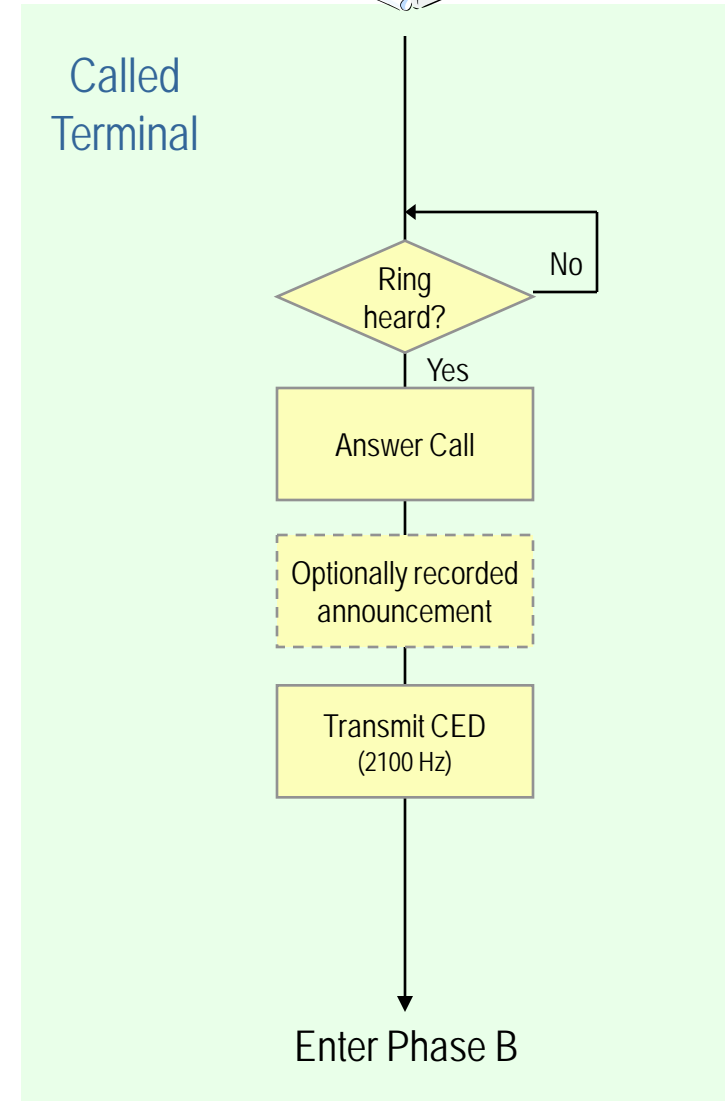 Called
Terminal
Ring
heard?
No
Yes
Answer Call
Optionally recorded
announcement
Transmit CED
(2100 Hz)
Enter Phase B